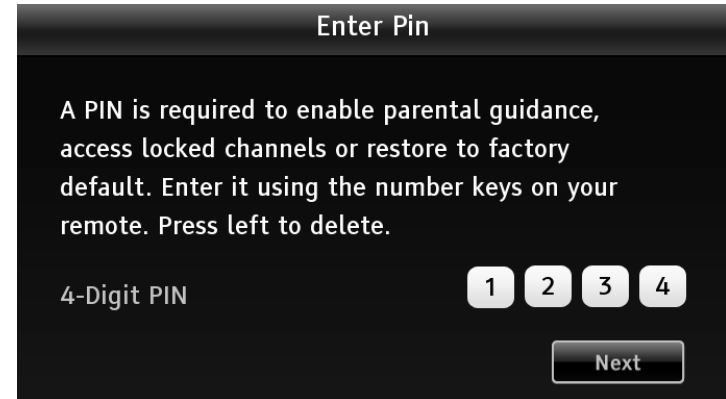 Enter Pin
A PIN is required to enable parental guidance,
access locked channels or restore to factory
default. Enter it using the number keys on your
remote. Press left to delete.
4-Digit PIN 1 2 3 4
Next